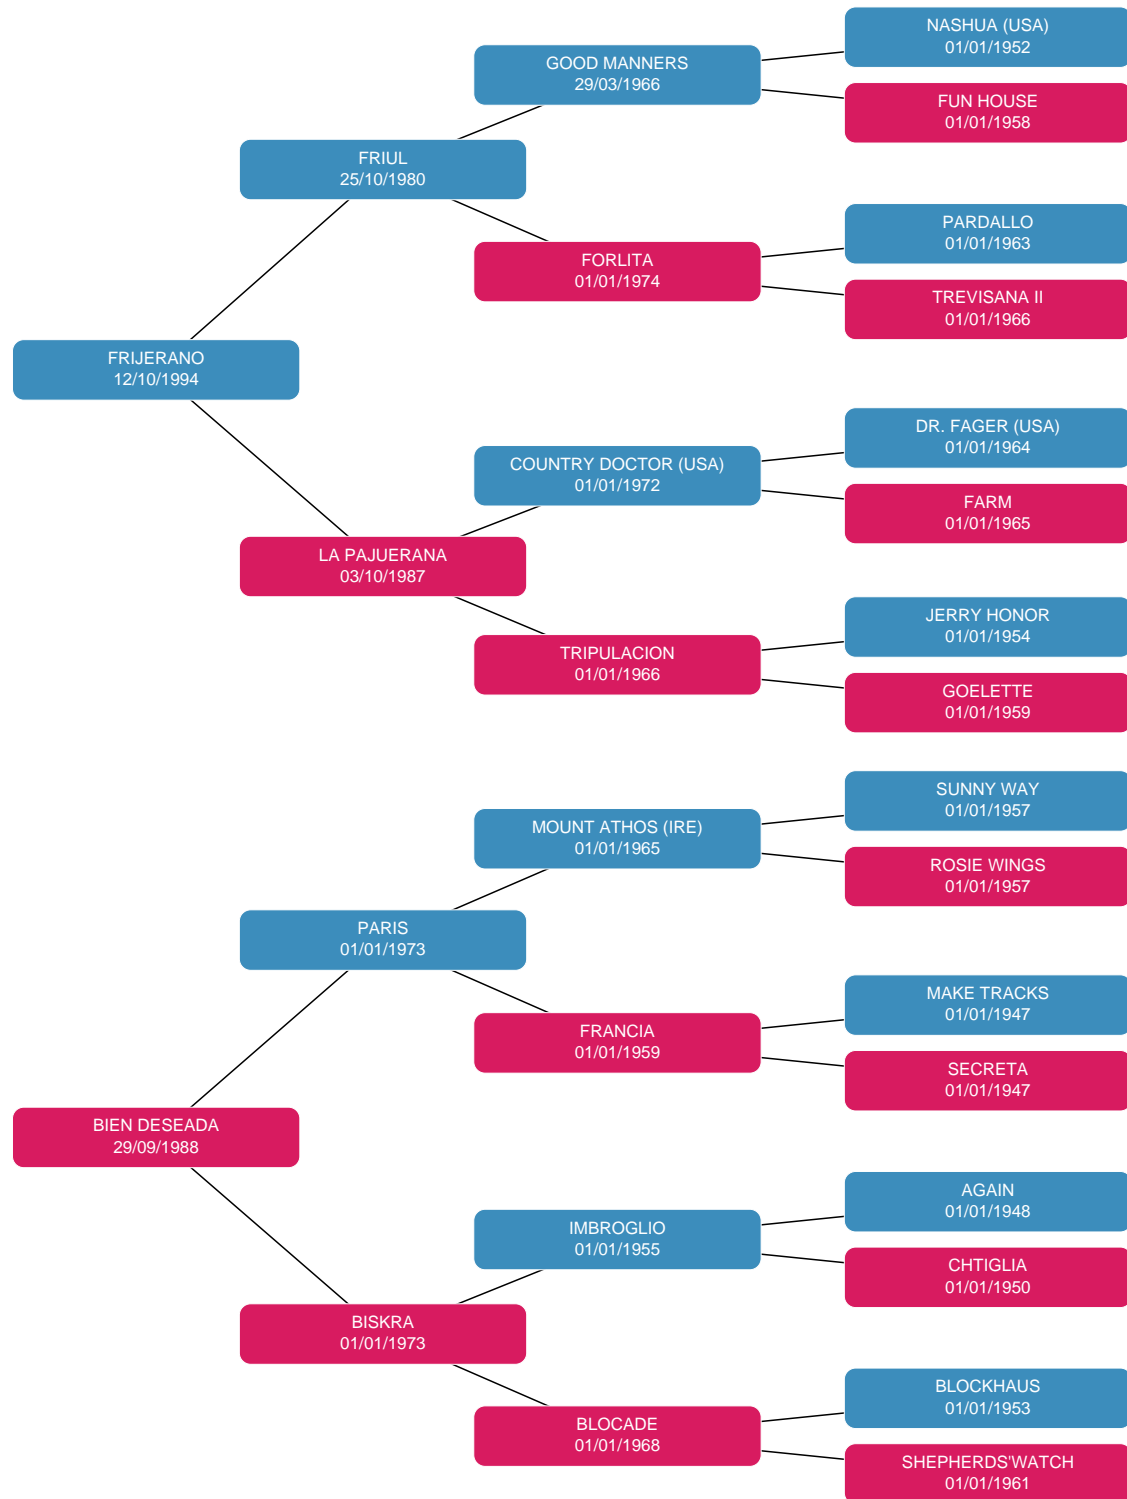 NASHUA (USA)
01/01/1952
GOOD MANNERS
29/03/1966
FUN HOUSE
01/01/1958
FRIUL
25/10/1980
PARDALLO
01/01/1963
FORLITA
01/01/1974
TREVISANA II
01/01/1966
FRIJERANO
12/10/1994
DR. FAGER (USA)
01/01/1964
COUNTRY DOCTOR (USA)
01/01/1972
FARM
01/01/1965
LA PAJUERANA
03/10/1987
JERRY HONOR
01/01/1954
TRIPULACION
01/01/1966
GOELETTE
01/01/1959
SUNNY WAY
01/01/1957
MOUNT ATHOS (IRE)
01/01/1965
ROSIE WINGS
01/01/1957
PARIS
01/01/1973
MAKE TRACKS
01/01/1947
FRANCIA
01/01/1959
SECRETA
01/01/1947
BIEN DESEADA
29/09/1988
AGAIN
01/01/1948
IMBROGLIO
01/01/1955
CHTIGLIA
01/01/1950
BISKRA
01/01/1973
BLOCKHAUS
01/01/1953
BLOCADE
01/01/1968
SHEPHERDS'WATCH
01/01/1961